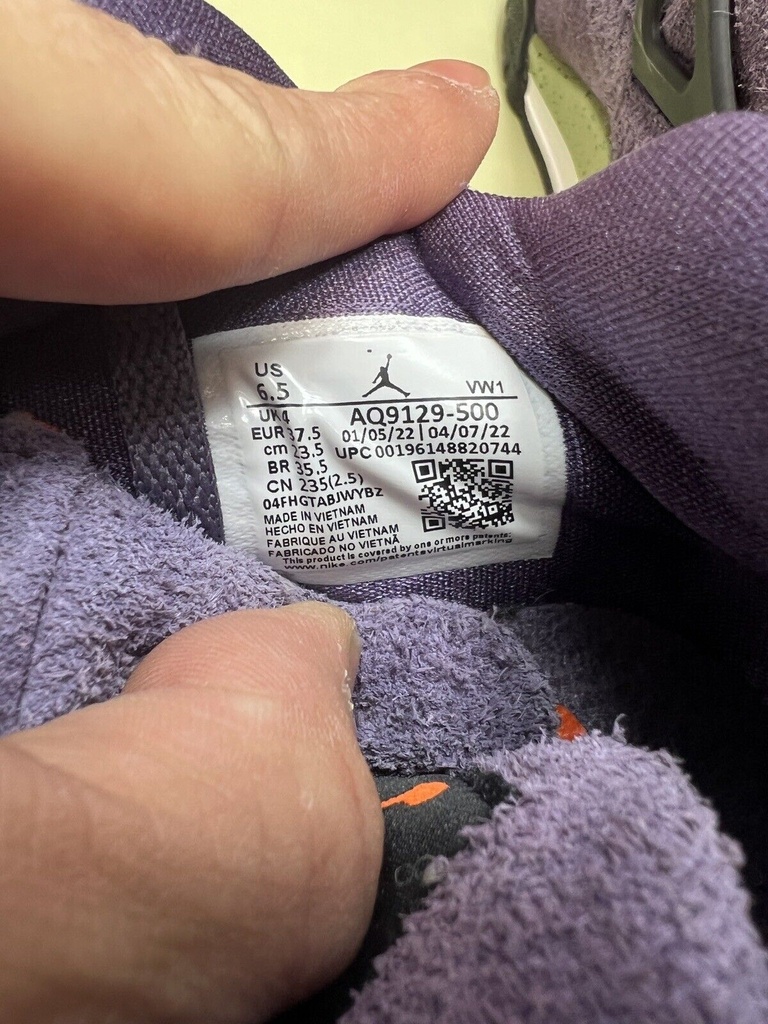 US
6.5
VW1
UK 4
AQ9129-500
EUR 37.5
01/05/22 | 04/07/22
cm 23.5
UPC 00196148820744
BR 35.5
CN 235(2.5)
04FHGTABJWYBZ
MADE IN VIETNAM
HECHO EN VIETNAM
FABRIQUE AU VIETNAM
FABRICADO NO VIETNÃ
This product is covered by one or more patents:
www.nike.com/patentsvirtualmarking